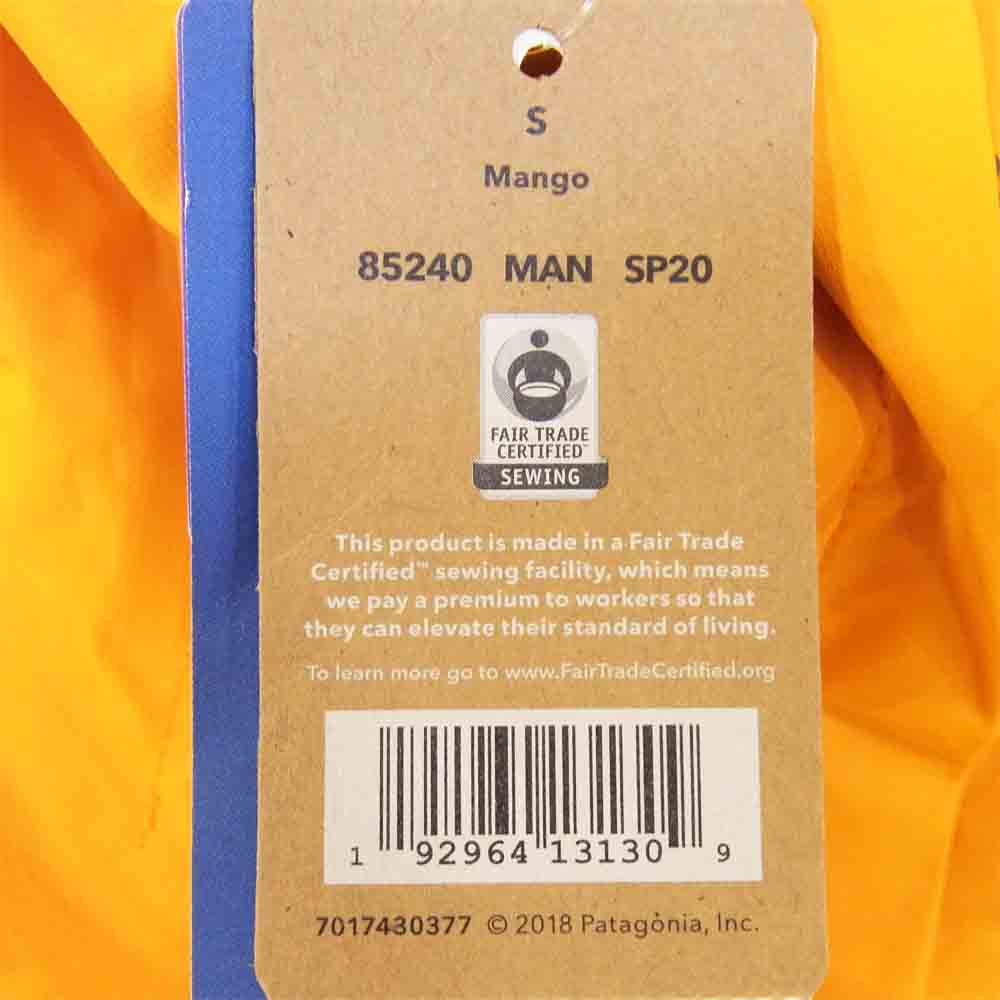 S
Mango
85240 MAN SP20
FAIR TRADE
CERTIFIED™
SEWING
This product is made in a Fair Trade
Certified™ sewing facility, which means
we pay a premium to workers so that
they can elevate their standard of living.
To learn more go to www.FairTradeCertified.org
1 92964 13130 9
7017430377 © 2018 Patagonia, Inc.